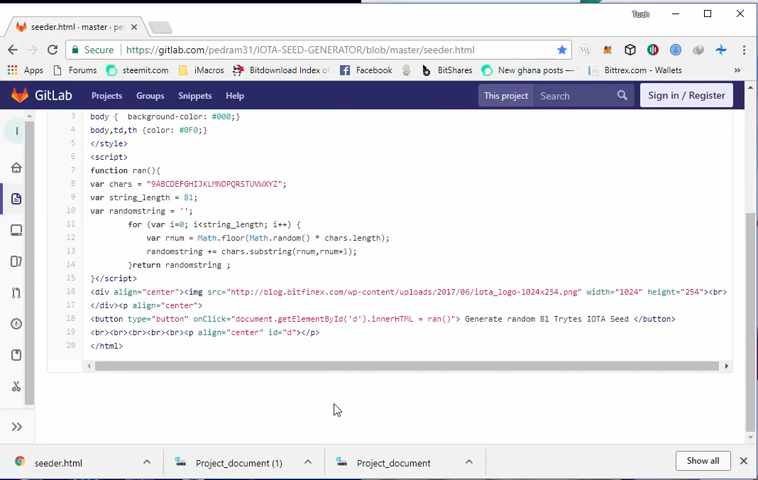 Tuah
seeder.html · master · pe
Secure
https://gitlab.com/pedram31/IOTA-SEED-GENERATOR/blob/master/seeder.html
Apps
Forums
steemit.com
iMacros
Bitdownload Index of
Facebook
BitShares
New ghana posts —
Bittrex.com - Wallets
GitLab
Projects
Groups
Snippets
Help
This project
Search
Sign in / Register
I
3 body { background-color: #000;}
4 body,td,th {color: #0F0;}
5 </style>
6 <script>
7 function ran(){
8 var chars = "9ABCDEFGHIJKLMNOPQRSTUVWXYZ";
9 var string_length = 81;
10 var randomstring = '';
11 for (var i=0; i<string_length; i++) {
12 var rnum = Math.floor(Math.random() * chars.length);
13 randomstring += chars.substring(rnum,rnum+1);
14 }return randomstring ;
15 }</script>
16 <div align="center"><img src="http://blog.bitfinex.com/wp-content/uploads/2017/06/iota_logo-1024x254.png" width="1024" height="254"><br>
17 </div><p align="center">
18 <button type="button" onClick="document.getElementById('d').innerHTML = ran()"> Generate random 81 Trytes IOTA Seed </button>
19 <br><br><br><br><br><p align="center" id="d"></p>
20 </html>
seeder.html
Project_document (1)
Project_document
Show all